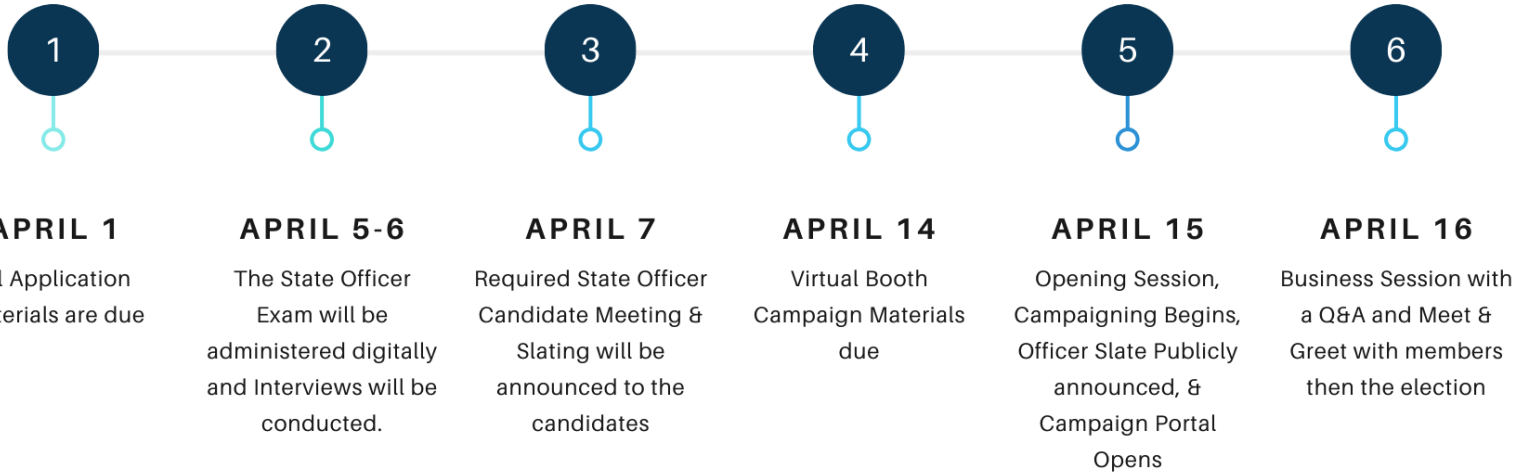 1
2
3
4
5
6
APRIL 1
Application
are due
APRIL 5-6
The State Officer
Exam will be
administered digitally
and Interviews will be
conducted.
APRIL 7
Required State Officer
Candidate Meeting &
Slating will be
announced to the
candidates
APRIL 14
Virtual Booth
Campaign Materials
due
APRIL 15
Opening Session,
Campaigning Begins,
Officer Slate Publicly
announced, &
Campaign Portal
Opens
APRIL 16
Business Session with
a Q&A and Meet &
Greet with members
then the election